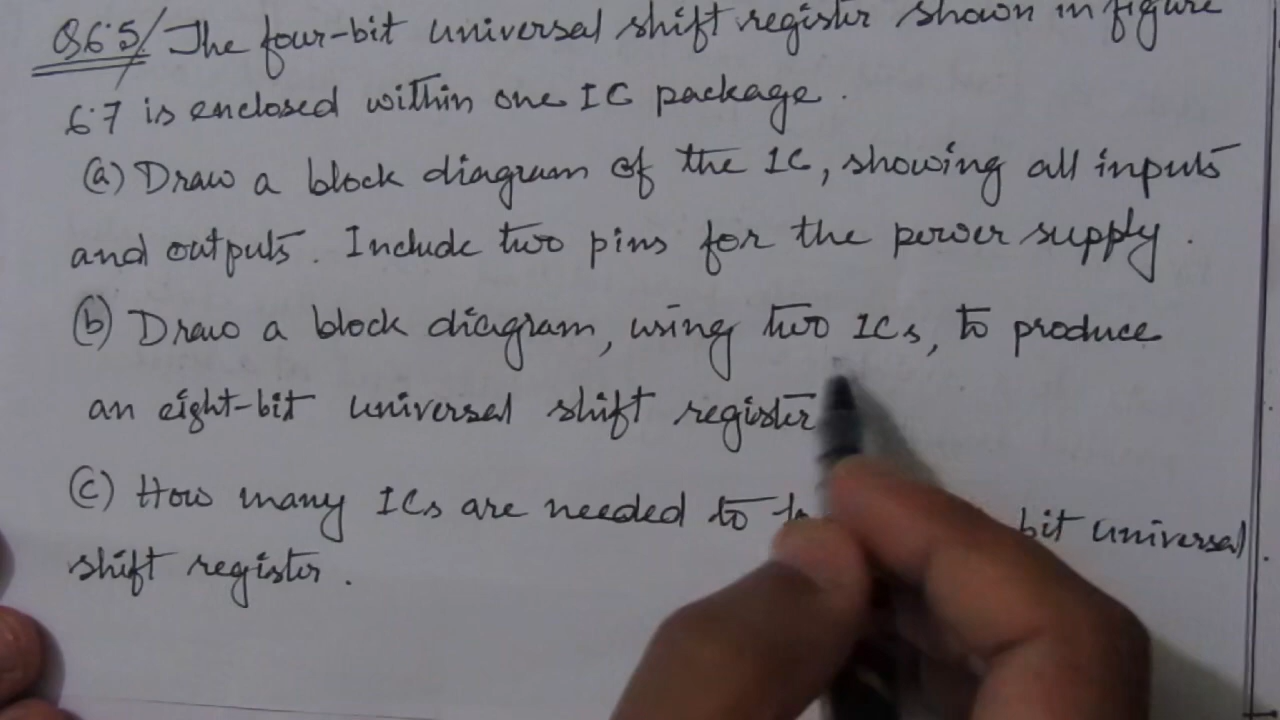 Q6.5/ The four-bit universal shift register shown in figure
6.7 is enclosed within one IC package.
(a) Draw a block diagram of the IC, showing all inputs
and outputs. Include two pins for the power supply.
(b) Draw a block diagram, using two ICs, to produce
an eight-bit universal shift register
(c) How many ICs are needed to bit universal
shift register.